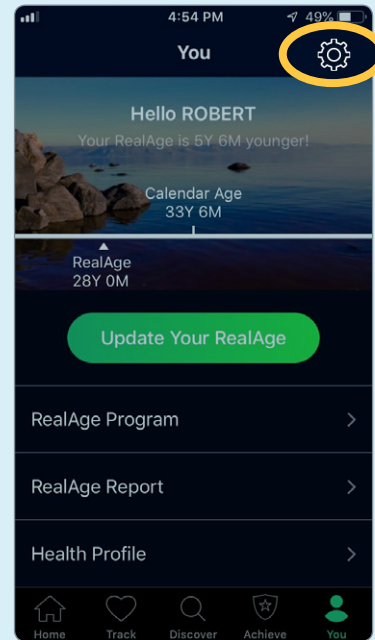 4:54 PM 49%
You
Hello ROBERT
Your RealAge is 5Y 6M younger!
Calendar Age
33Y 6M
RealAge
28Y 0M
Update Your RealAge
RealAge Program
RealAge Report
Health Profile
Home Track Discover Achieve You